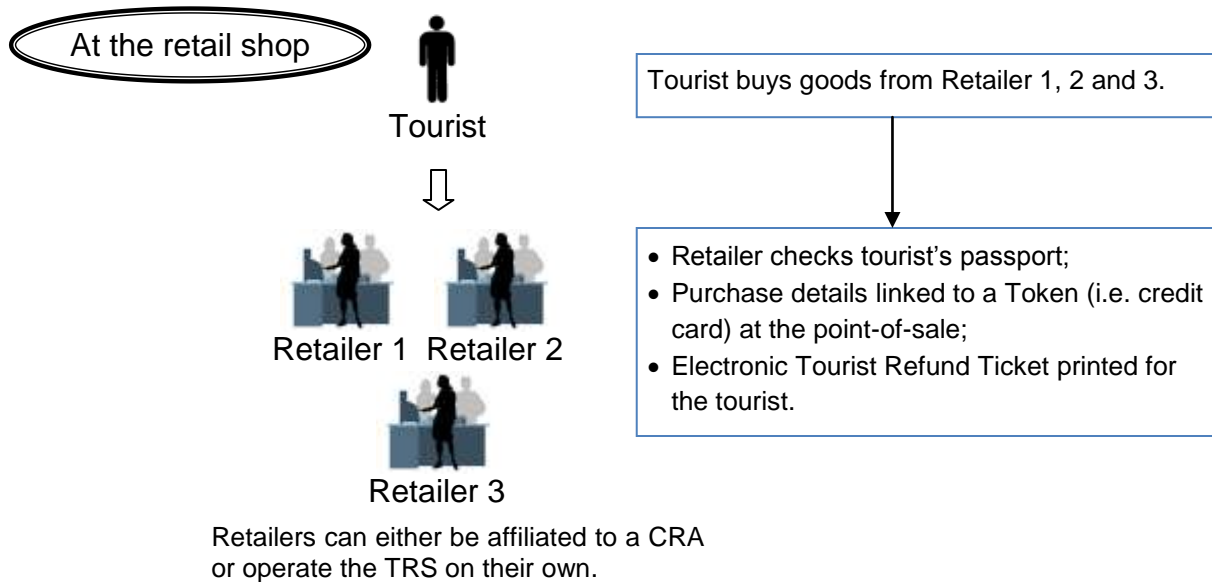 At the retail shop
Tourist
Retailer 1 Retailer 2
Retailer 3
Retailers can either be affiliated to a CRA
or operate the TRS on their own.
Tourist buys goods from Retailer 1, 2 and 3.
• Retailer checks tourist’s passport;
• Purchase details linked to a Token (i.e. credit
card) at the point-of-sale;
• Electronic Tourist Refund Ticket printed for
the tourist.